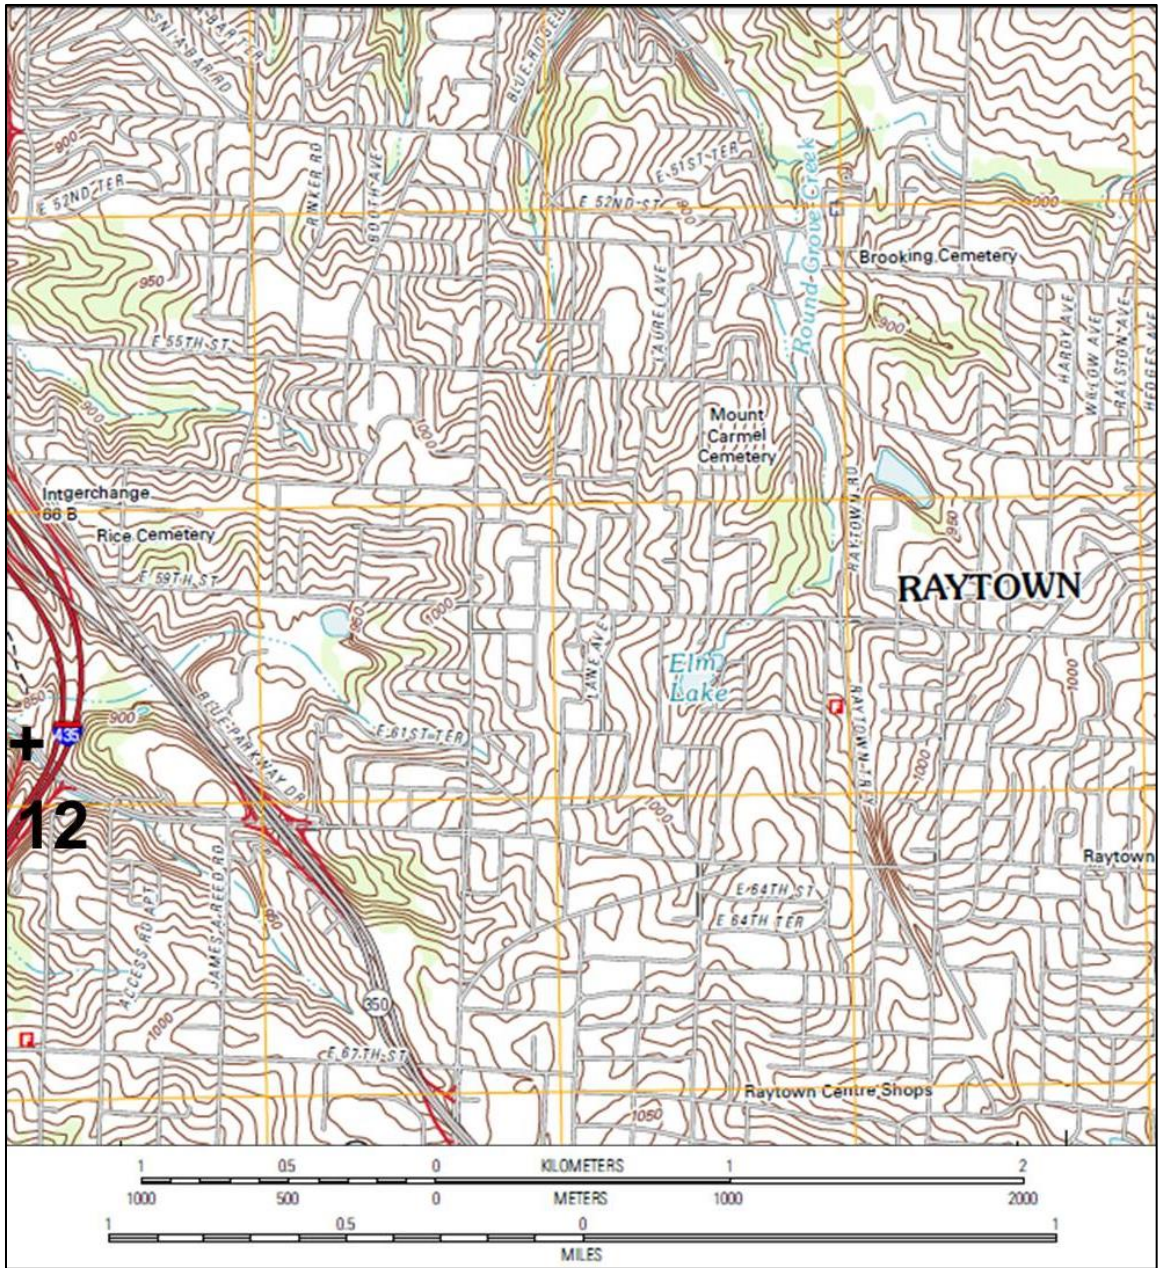 SNI-A-BAR RD
BLUE RIDGE
900
E 52ND TER
RINKER RD
BOOTH AVE
E 51ST TER
E 52ND ST
900
Round Grove Creek
900
Brooking Cemetery
950
LAUREL AVE
900
HARDY AVE
WILLOW AVE
RALSON AVE
E 55TH ST
900
1000
Mount
Carmel
Cemetery
Intgerchange
66 B
Rice Cemetery
RAYTOWN RD
950
E 59TH ST
RAYTOWN
950
1000
LANE AVE
Elm
Lake
1000
850
900
435
BLUE PARKWAY DR
E 61ST TER
RAYTOWN TFWY
1000
12
1000
Raytown
E 64TH ST
E 64TH TER
ACCESS RD APT
JAMES A REED RD
350
1000
E 67TH ST
Raytown Centre Shops
1050
1 0.5 0 KILOMETERS 1 2
1000 500 0 METERS 1000 2000
1 0.5 0 1
MILES